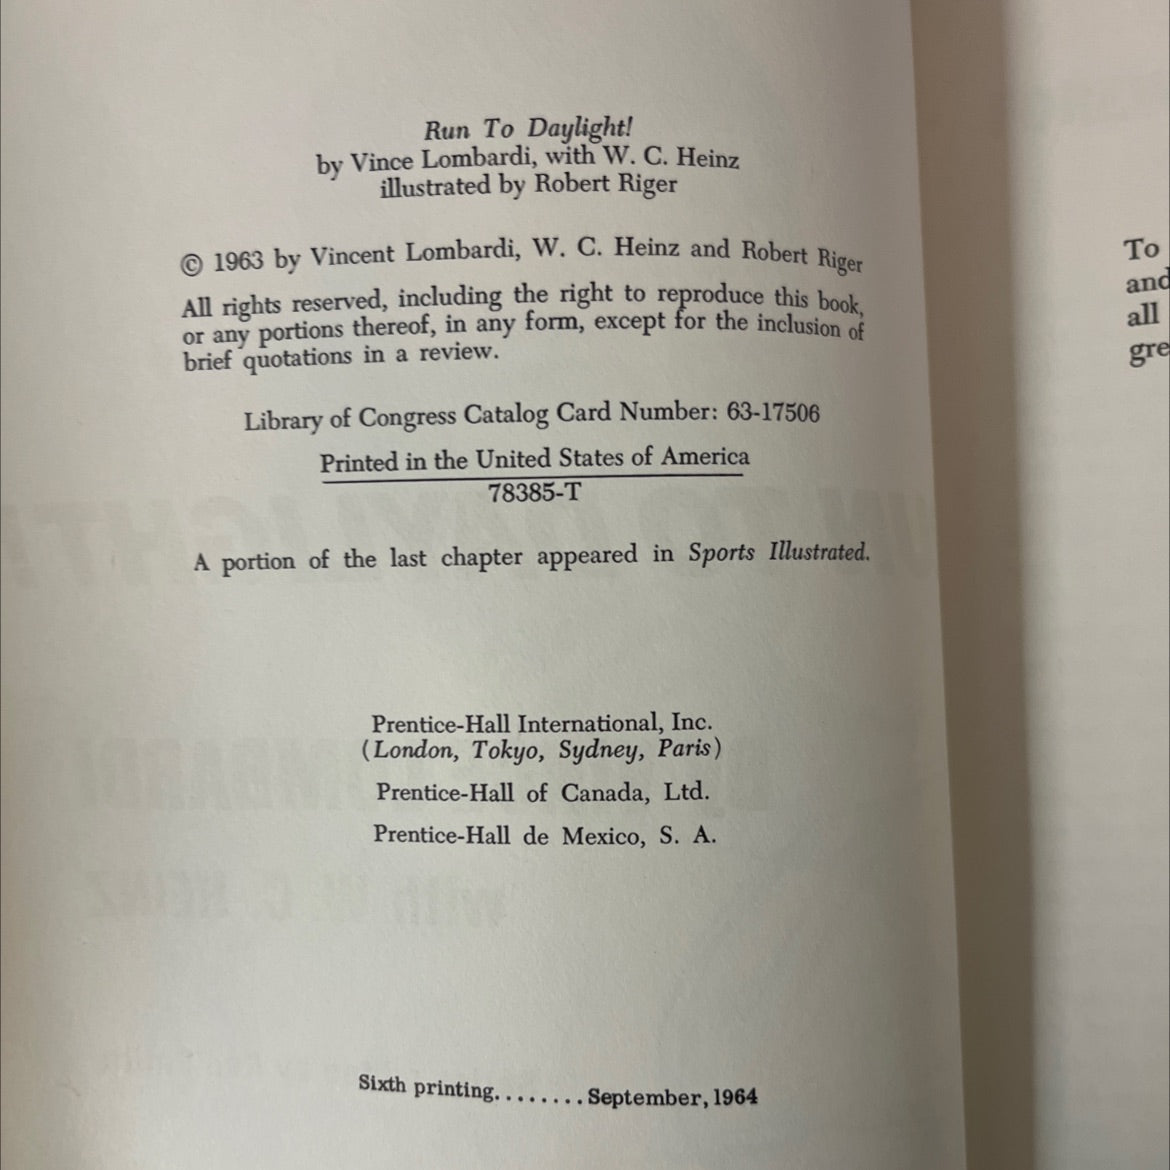 Run To Daylight!
by Vince Lombardi, with W. C. Heinz
illustrated by Robert Riger
© 1963 by Vincent Lombardi, W. C. Heinz and Robert Riger
All rights reserved, including the right to reproduce this book,
or any portions thereof, in any form, except for the inclusion of
brief quotations in a review.
Library of Congress Catalog Card Number: 63-17506
Printed in the United States of America
78385-T
A portion of the last chapter appeared in Sports Illustrated.
Prentice-Hall International, Inc.
(London, Tokyo, Sydney, Paris)
Prentice-Hall of Canada, Ltd.
Prentice-Hall de Mexico, S. A.
Sixth printing........September, 1964
To
and
all
gre